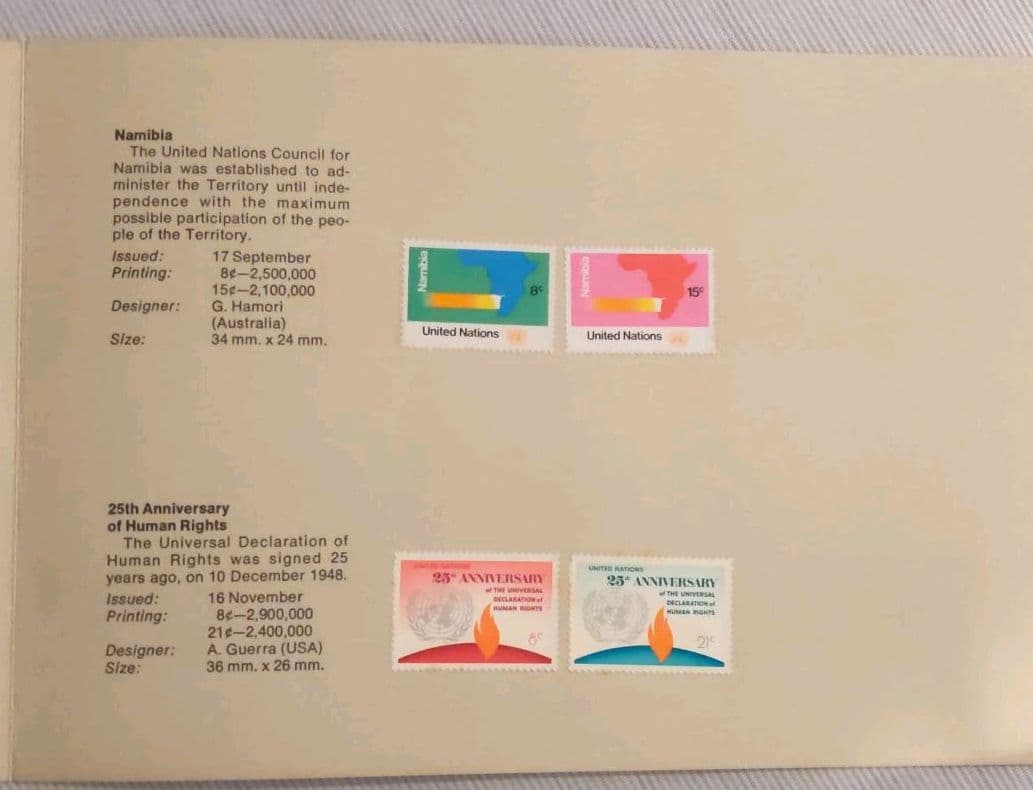 Namibia
The United Nations Council for
Namibia was established to ad-
minister the Territory until inde-
pendence with the maximum
possible participation of the peo-
ple of the Territory.
Issued: 17 September
Printing: 8¢—2,500,000
15¢—2,100,000
Designer: G. Hamori
(Australia)
Size: 34 mm. x 24 mm.
Namibia
8c
United Nations
Namibia
15c
United Nations
25th Anniversary
of Human Rights
The Universal Declaration of
Human Rights was signed 25
years ago, on 10 December 1948.
Issued: 16 November
Printing: 8¢—2,900,000
21¢—2,400,000
Designer: A. Guerra (USA)
Size: 36 mm. x 26 mm.
UNITED NATIONS
25th ANNIVERSARY
of THE UNIVERSAL
DECLARATION of
HUMAN RIGHTS
8c
UNITED NATIONS
25th ANNIVERSARY
of THE UNIVERSAL
DECLARATION of
HUMAN RIGHTS
21c